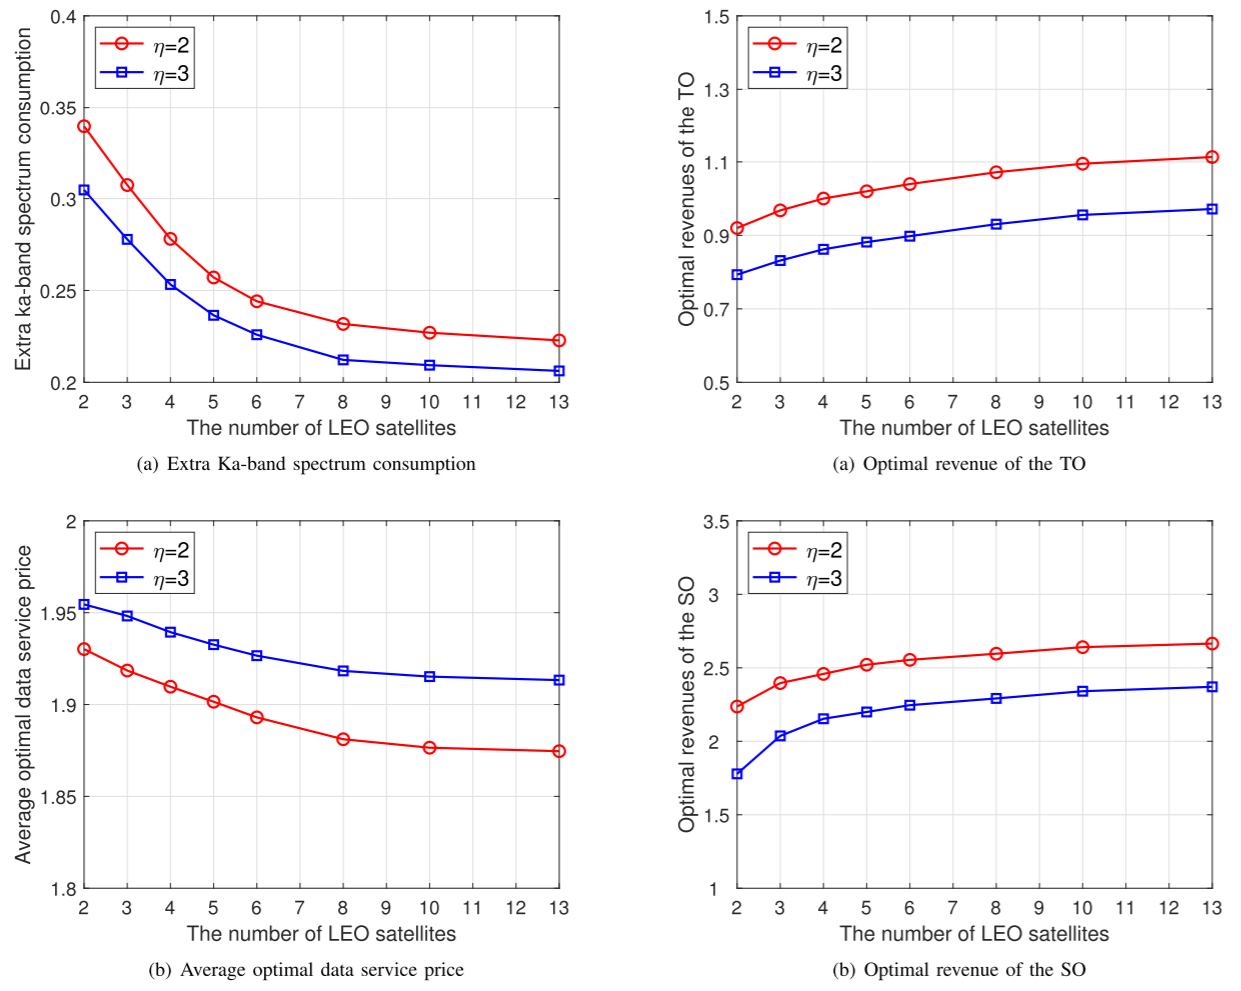 0.4
0.35
0.3
0.25
0.2
Extra ka-band spectrum consumption
η=2
η=3
2 3 4 5 6 7 8 9 10 11 12 13
The number of LEO satellites
(a) Extra Ka-band spectrum consumption
1.5
1.3
1.1
0.9
0.7
0.5
Optimal revenues of the TO
η=2
η=3
2 3 4 5 6 7 8 9 10 11 12 13
The number of LEO satellites
(a) Optimal revenue of the TO
2
1.95
1.9
1.85
1.8
Average optimal data service price
η=2
η=3
2 3 4 5 6 7 8 9 10 11 12 13
The number of LEO satellites
(b) Average optimal data service price
3.5
3
2.5
2
1.5
1
Optimal revenues of the SO
η=2
η=3
2 3 4 5 6 7 8 9 10 11 12 13
The number of LEO satellites
(b) Optimal revenue of the SO